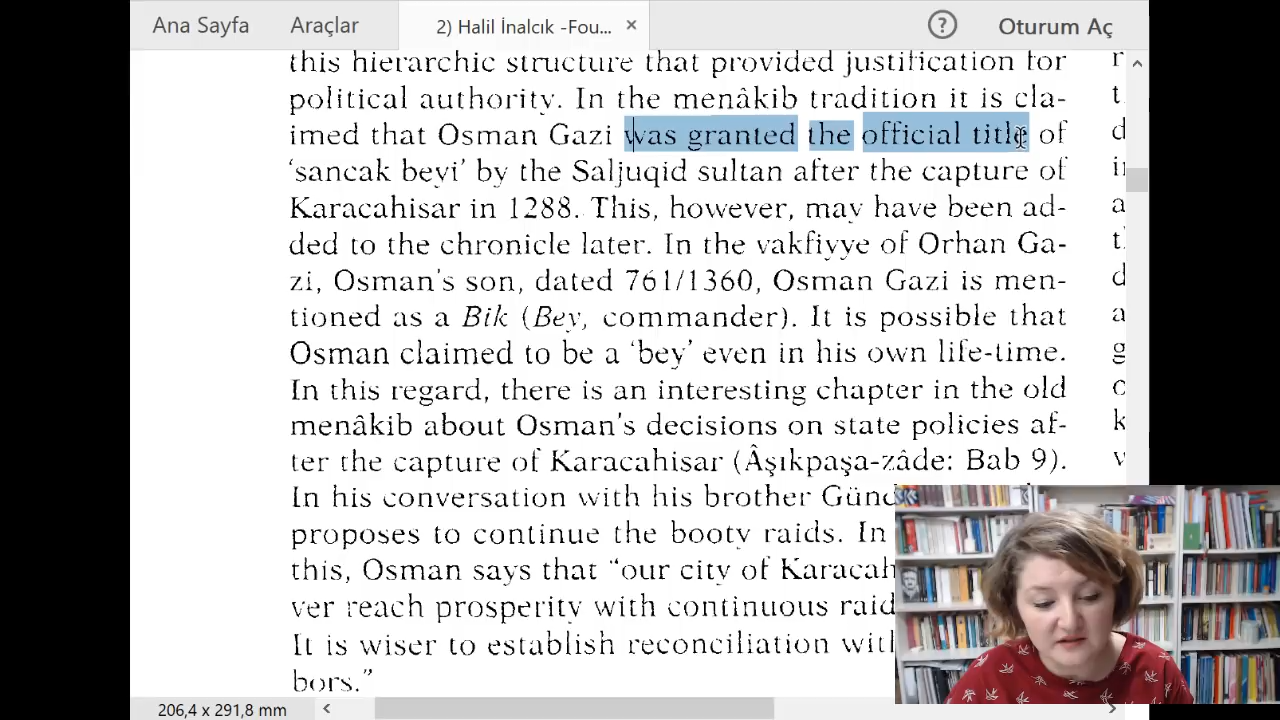 Ana Sayfa Araçlar 2) Halil İnalcık -Fou... × ? Oturum Aç
this hierarchic structure that provided justification for
political authority. In the menâkib tradition it is cla-
imed that Osman Gazi was granted the official title of
‘sancak beyi’ by the Saljuqid sultan after the capture of
Karacahisar in 1288. This, however, may have been ad-
ded to the chronicle later. In the vakfiyye of Orhan Ga-
zi, Osman's son, dated 761/1360, Osman Gazi is men-
tioned as a Bik (Bey, commander). It is possible that
Osman claimed to be a ‘bey’ even in his own life-time.
In this regard, there is an interesting chapter in the old
menâkib about Osman's decisions on state policies af-
ter the capture of Karacahisar (Âşıkpaşa-zâde: Bab 9).
In his conversation with his brother Günd
proposes to continue the booty raids. In
this, Osman says that “our city of Karacah
ver reach prosperity with continuous raid
It is wiser to establish reconciliation with
bors.”
206,4 x 291,8 mm